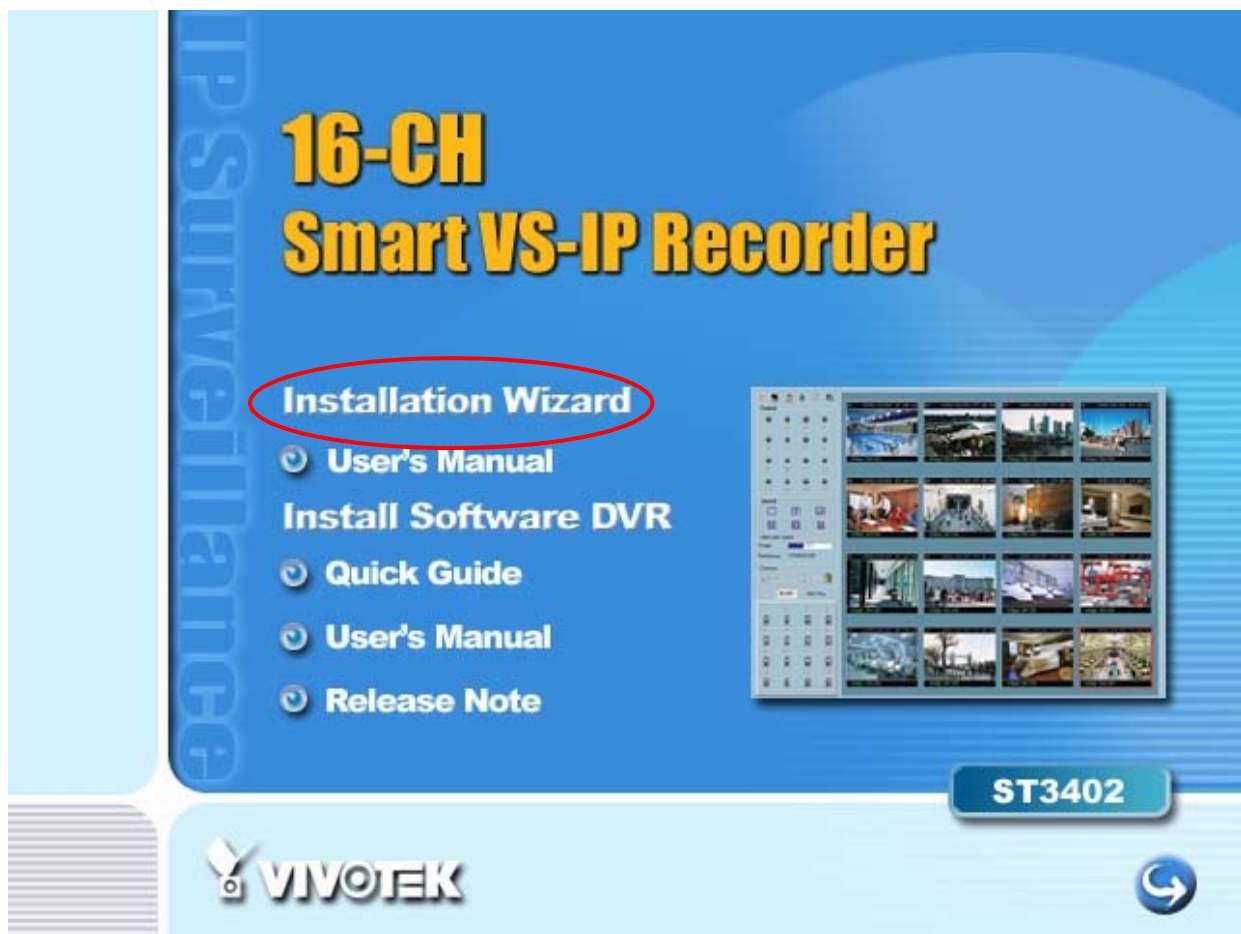 IP Surveillance
16-CH
Smart VS-IP Recorder
Installation Wizard
User's Manual
Install Software DVR
Quick Guide
User's Manual
Release Note
ST3402
VIVOTEK